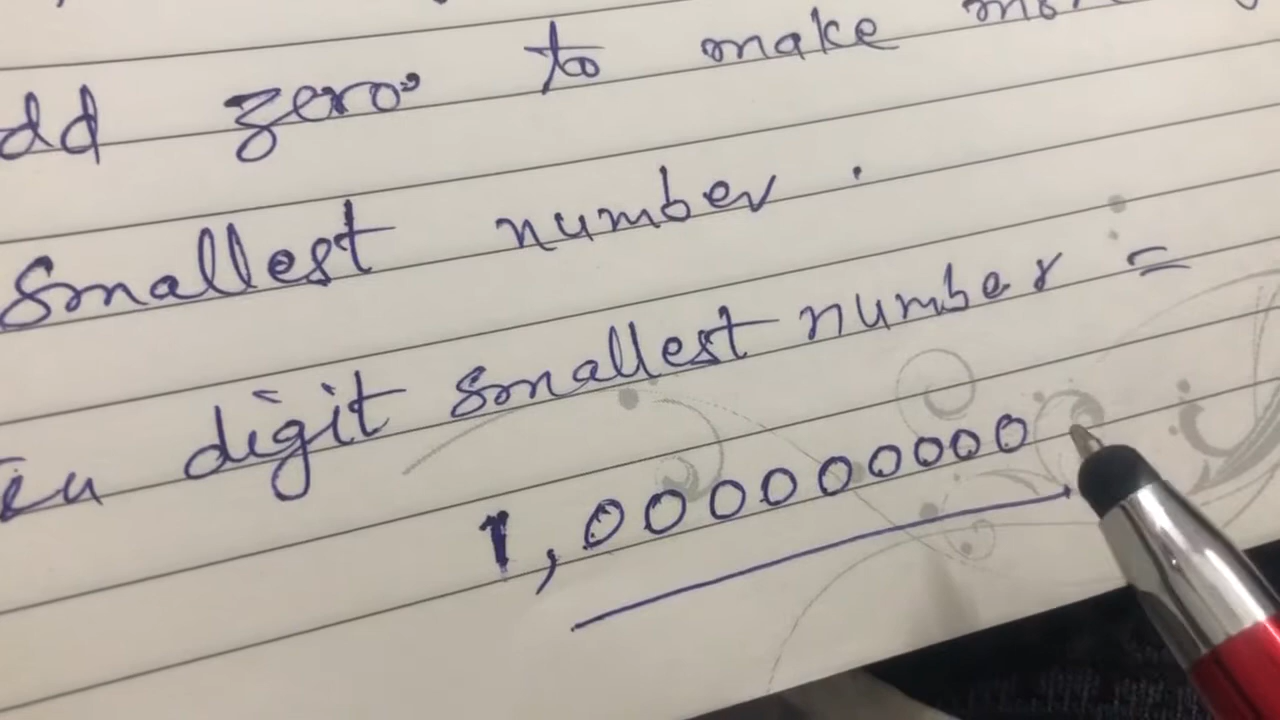 dd zero to make
smallest number.
digit smallest number =
1,000000000